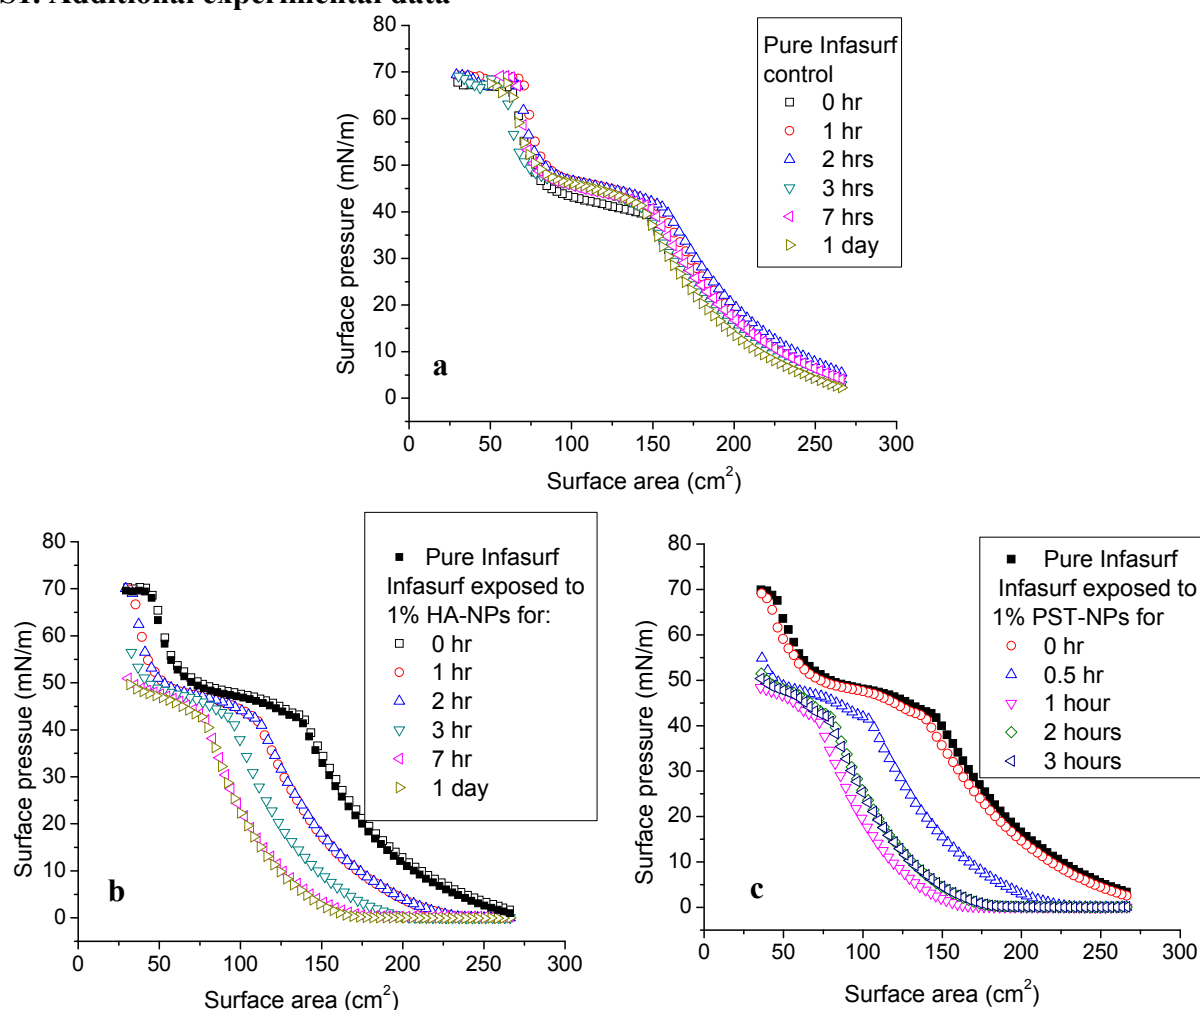 S1. Additional experimental data
80
70
60
50
40
30
20
10
0
Surface pressure (mN/m)
0 50 100 150 200 250 300
Surface area (cm²)
a
Pure Infasurf
control
0 hr
1 hr
2 hrs
3 hrs
7 hrs
1 day
80
70
60
50
40
30
20
10
0
Surface pressue (mN/m)
0 50 100 150 200 250 300
Surface area (cm²)
b
Pure Infasurf
Infasurf exposed to
1% HA-NPs for:
0 hr
1 hr
2 hr
3 hr
7 hr
1 day
80
70
60
50
40
30
20
10
0
Surface pressure (mN/m)
0 50 100 150 200 250 300
Surface area (cm²)
c
Pure Infasurf
Infasurf exposed to
1% PST-NPs for
0 hr
0.5 hr
1 hour
2 hours
3 hours